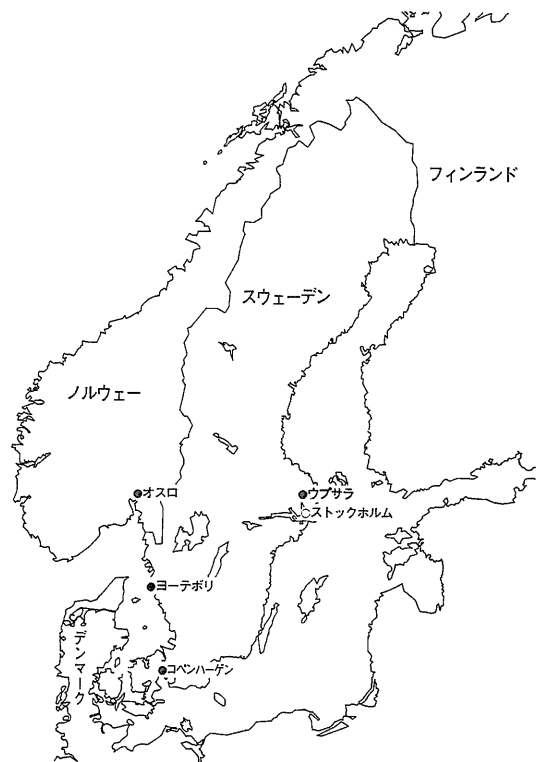 フィンランド
スウェーデン
ノルウェー
オスロ
ウプサラ
ストックホルム
ヨーテボリ
デンマーク
コペンハーゲン